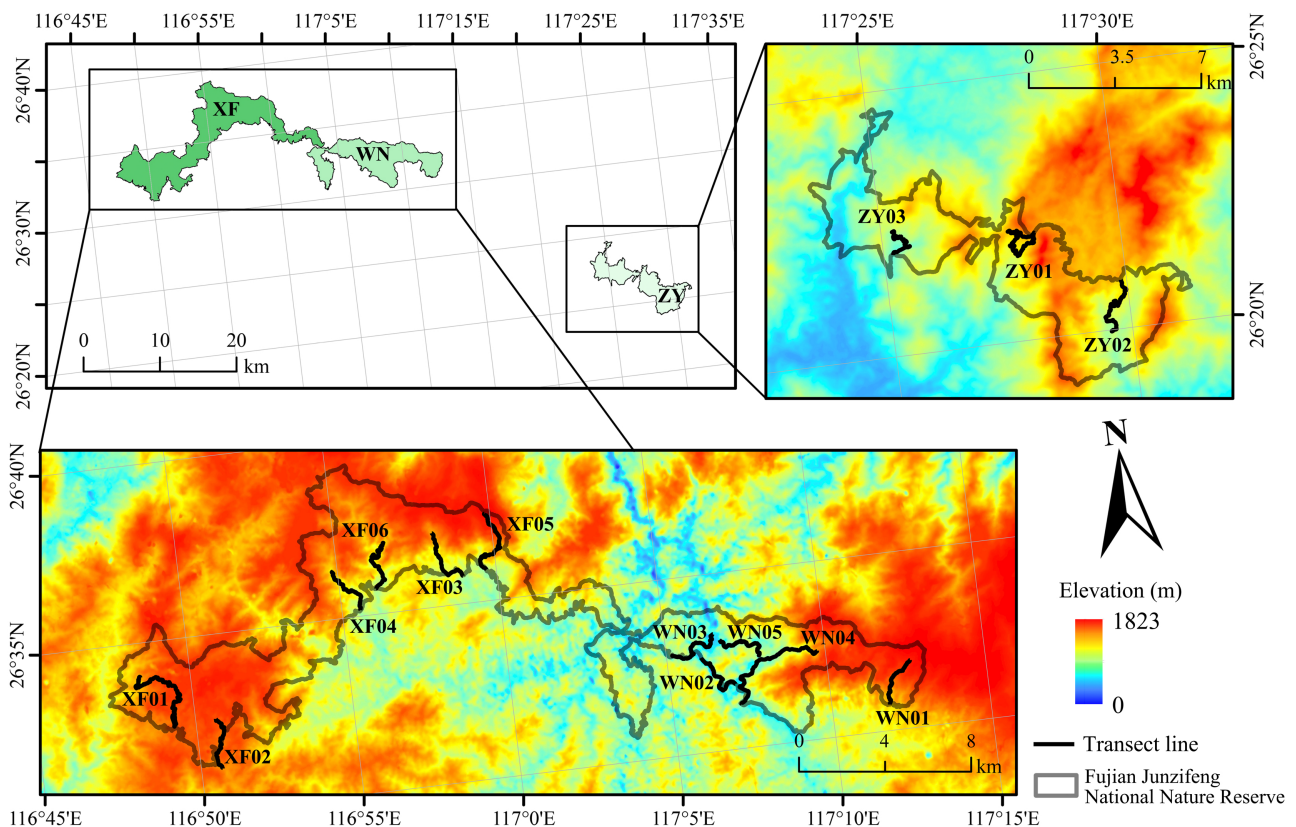 116°45'E 116°55'E 117°5'E 117°15'E 117°25'E 117°35'E
26°40'N
26°30'N
26°20'N
XF
WN
ZY
0 10 20
km
117°25'E 117°30'E
26°25'N
26°20'N
0 3.5 7
km
ZY03
ZY01
ZY02
26°40'N
26°35'N
XF06
XF05
XF03
XF04
XF01
XF02
WN03 WN05 WN04
WN02
WN01
0 4 8
km
116°45'E 116°50'E 116°55'E 117°0'E 117°5'E 117°10'E 117°15'E
N
Elevation (m)
1823
0
Transect line
Fujian Junzifeng
National Nature Reserve